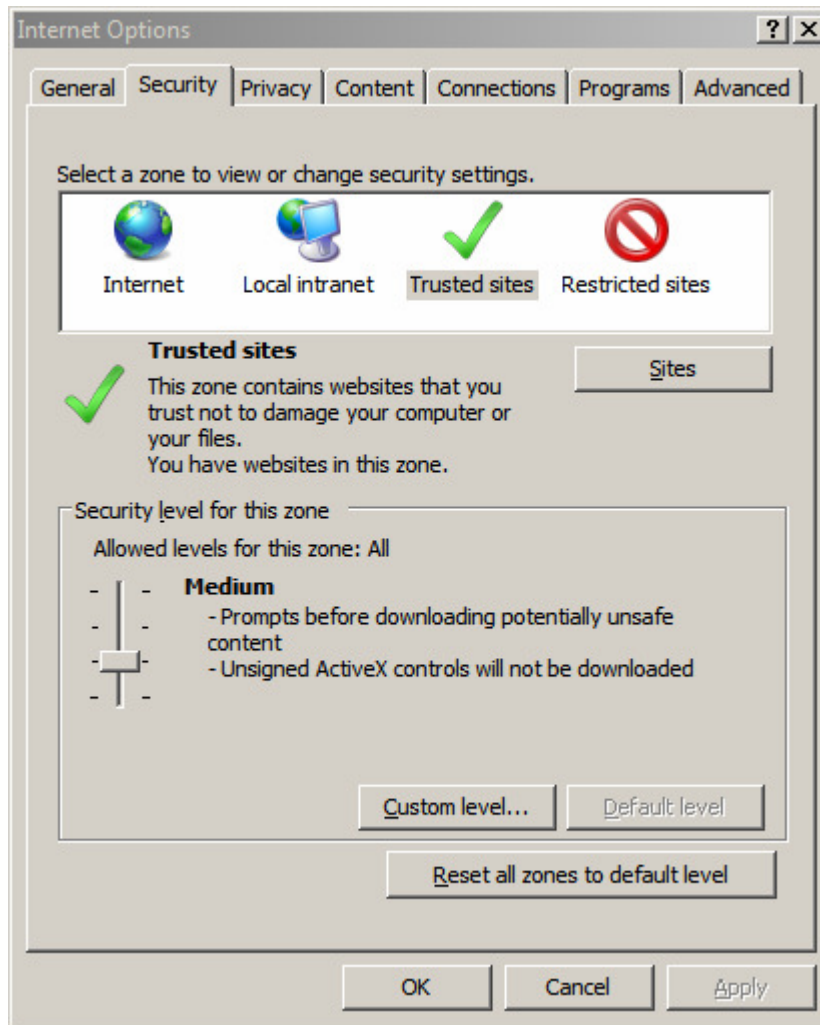 Internet Options
General Security Privacy Content Connections Programs Advanced
Select a zone to view or change security settings.
Internet Local intranet Trusted sites Restricted sites
Trusted sites
Sites
This zone contains websites that you
trust not to damage your computer or
your files.
You have websites in this zone.
Security level for this zone
Allowed levels for this zone: All
Medium
- Prompts before downloading potentially unsafe
content
- Unsigned ActiveX controls will not be downloaded
Custom level... Default level
Reset all zones to default level
OK Cancel Apply